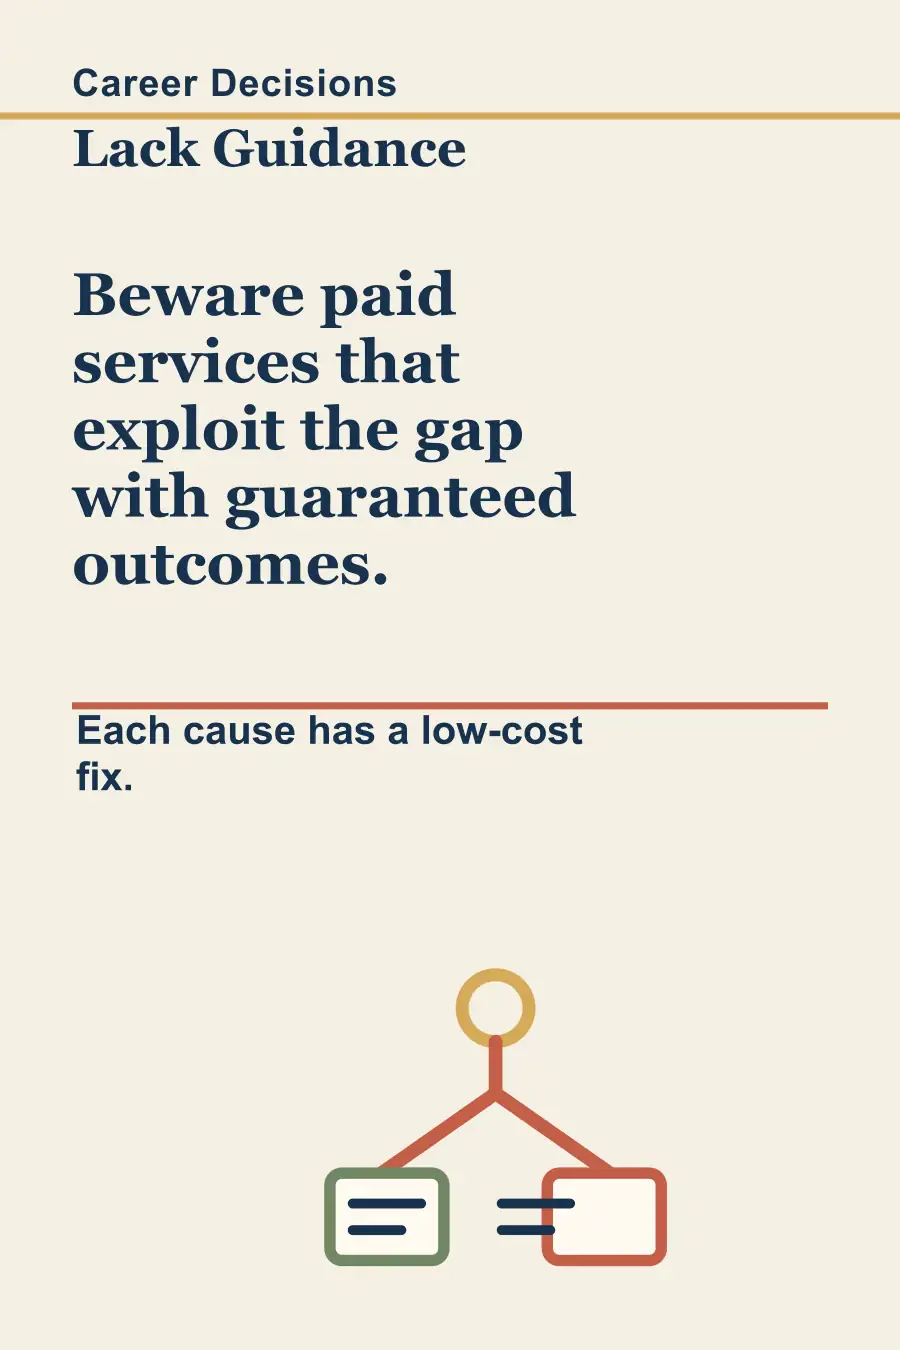 Career Decisions
Lack Guidance
Beware paid
services that
exploit the gap
with guaranteed
outcomes.
Each cause has a low-cost
fix.